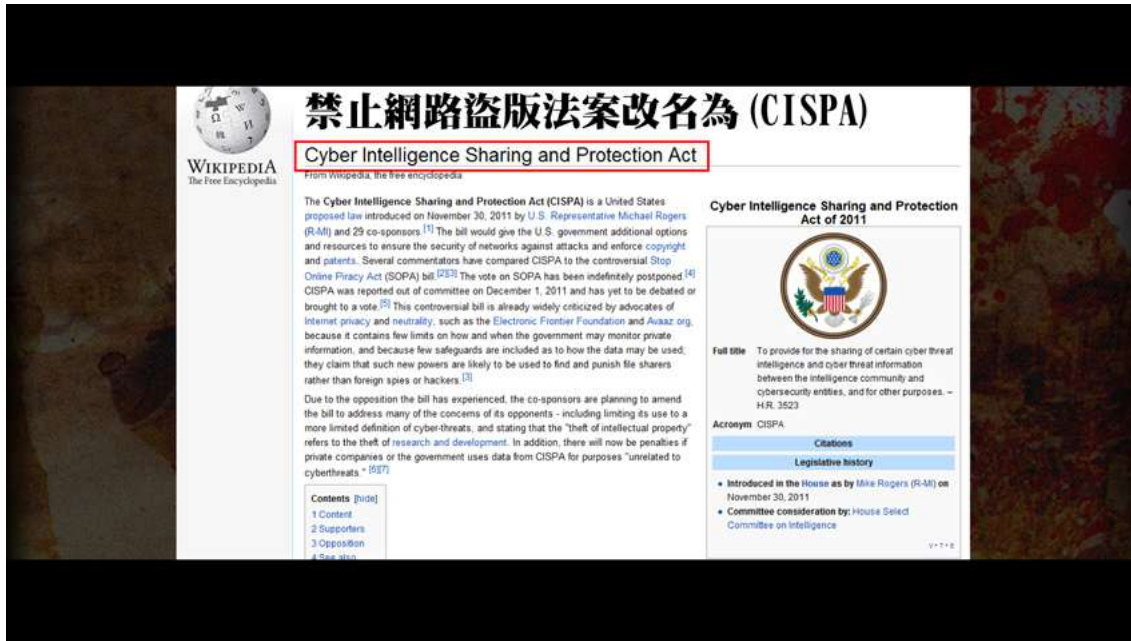 禁止網路盜版法案改名為 (CISPA)
WIKIPEDIA
The Free Encyclopedia
Cyber Intelligence Sharing and Protection Act
From Wikipedia, the free encyclopedia
The Cyber Intelligence Sharing and Protection Act (CISPA) is a United States
proposed law introduced on November 30, 2011 by U.S. Representative Michael Rogers
(R-MI) and 29 co-sponsors.[1] The bill would give the U.S. government additional options
and resources to ensure the security of networks against attacks and enforce copyright
and patents. Several commentators have compared CISPA to the controversial Stop
Online Piracy Act (SOPA) bill.[2][3] The vote on SOPA has been indefinitely postponed.[4]
CISPA was reported out of committee on December 1, 2011 and has yet to be debated or
brought to a vote.[5] This controversial bill is already widely criticized by advocates of
Internet privacy and neutrality, such as the Electronic Frontier Foundation and Avaaz.org,
because it contains few limits on how and when the government may monitor private
information, and because few safeguards are included as to how the data may be used;
they claim that such new powers are likely to be used to find and punish file sharers
rather than foreign spies or hackers.[3]
Due to the opposition the bill has experienced, the co-sponsors are planning to amend
the bill to address many of the concerns of its opponents - including limiting its use to a
more limited definition of cyber-threats, and stating that the "theft of intellectual property"
refers to the theft of research and development. In addition, there will now be penalties if
private companies or the government uses data from CISPA for purposes "unrelated to
cyberthreats." [6][7]
Contents [hide]
1 Content
2 Supporters
3 Opposition
4 See also
Cyber Intelligence Sharing and Protection
Act of 2011
Full title To provide for the sharing of certain cyber threat
intelligence and cyber threat information
between the intelligence community and
cybersecurity entities, and for other purposes. –
H.R. 3523
Acronym CISPA
Citations
Legislative history
• Introduced in the House as by Mike Rogers (R-MI) on
November 30, 2011
• Committee consideration by: House Select
Committee on Intelligence
v • t • e